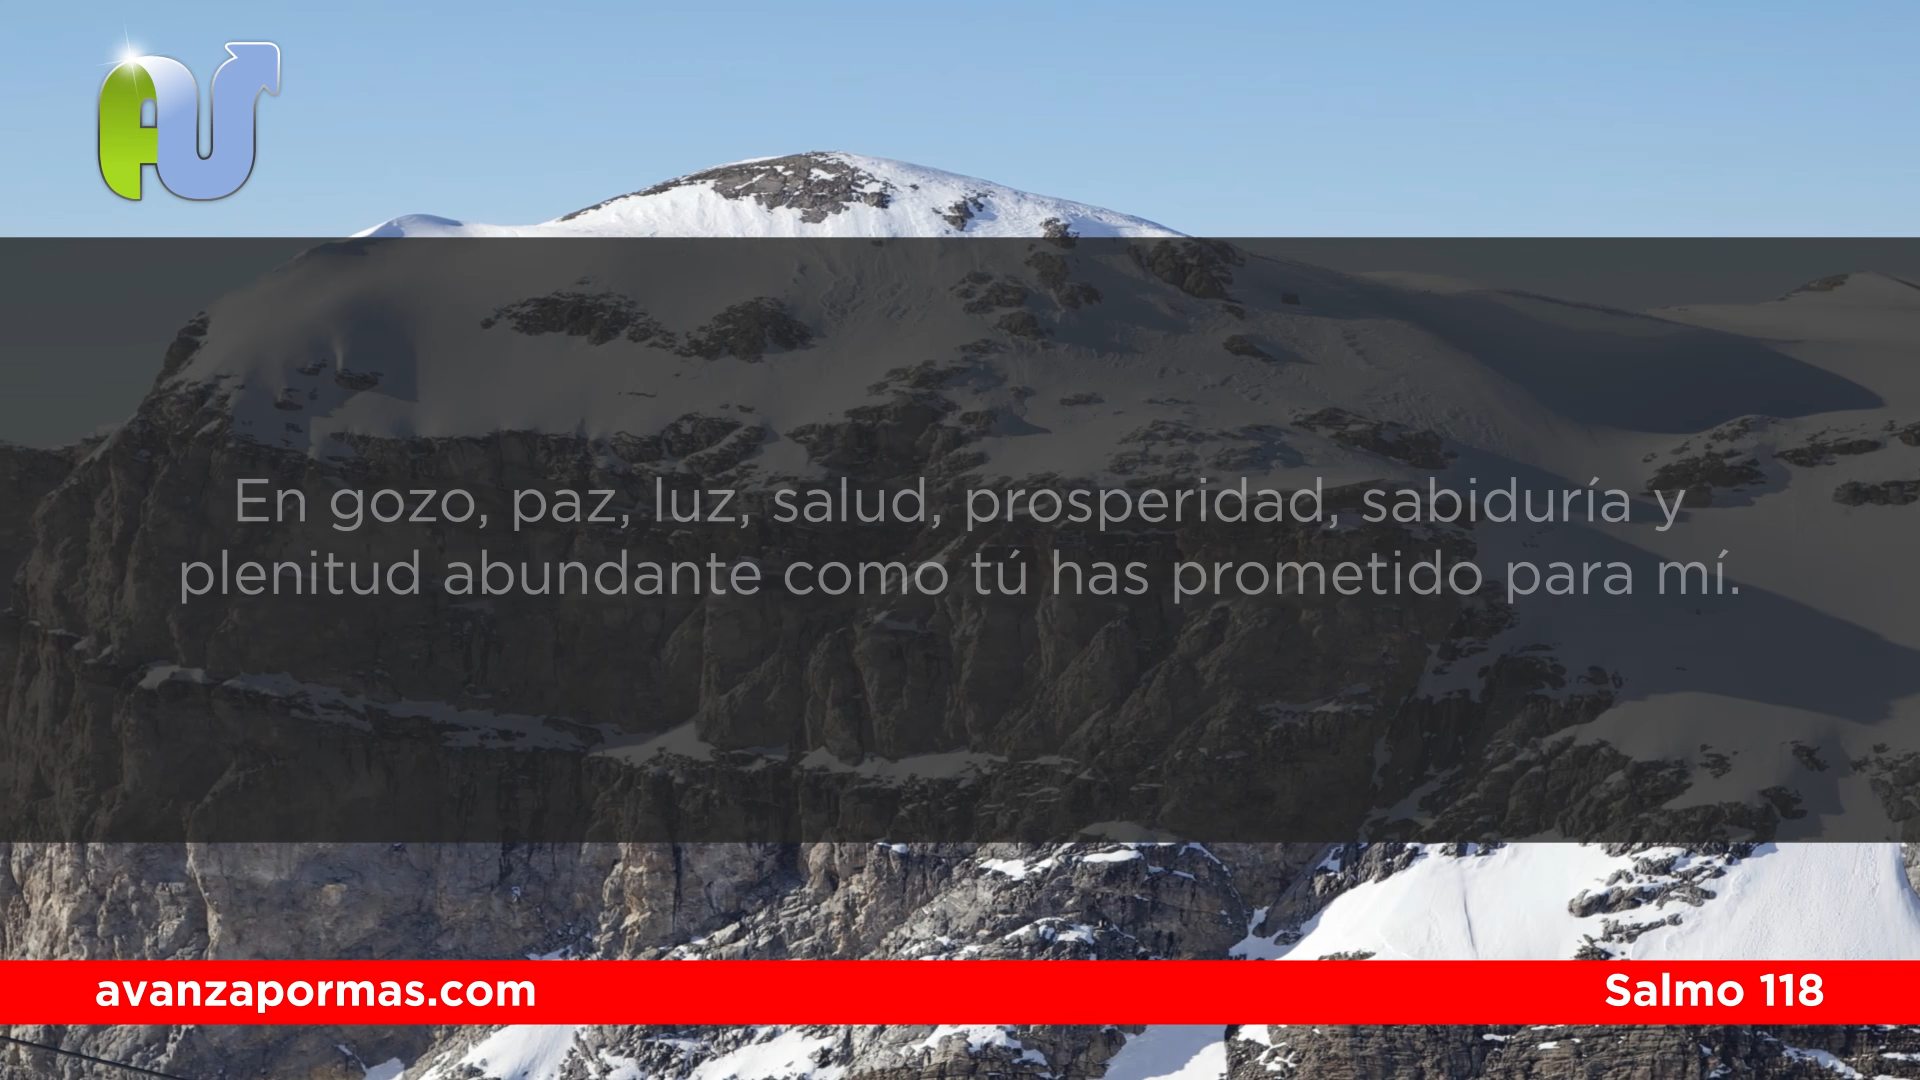 En gozo, paz, luz, salud, prosperidad, sabiduría y
plenitud abundante como tú has prometido para mí.
avanzapormas.com
Salmo 118